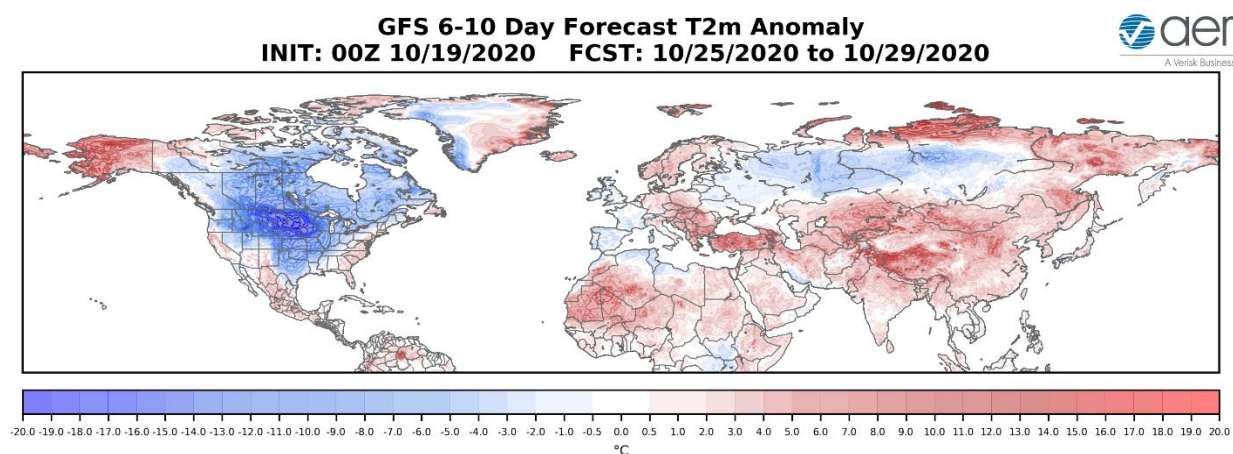 GFS 6-10 Day Forecast T2m Anomaly
INIT: 00Z 10/19/2020 FCST: 10/25/2020 to 10/29/2020
aer
A Verisk Business
-20.0 -19.0 -18.0 -17.0 -16.0 -15.0 -14.0 -13.0 -12.0 -11.0 -10.0 -9.0 -8.0 -7.0 -6.0 -5.0 -4.0 -3.0 -2.0 -1.0 -0.5 0.0 0.5 1.0 2.0 3.0 4.0 5.0 6.0 7.0 8.0 9.0 10.0 11.0 12.0 13.0 14.0 15.0 16.0 17.0 18.0 19.0 20.0
°C